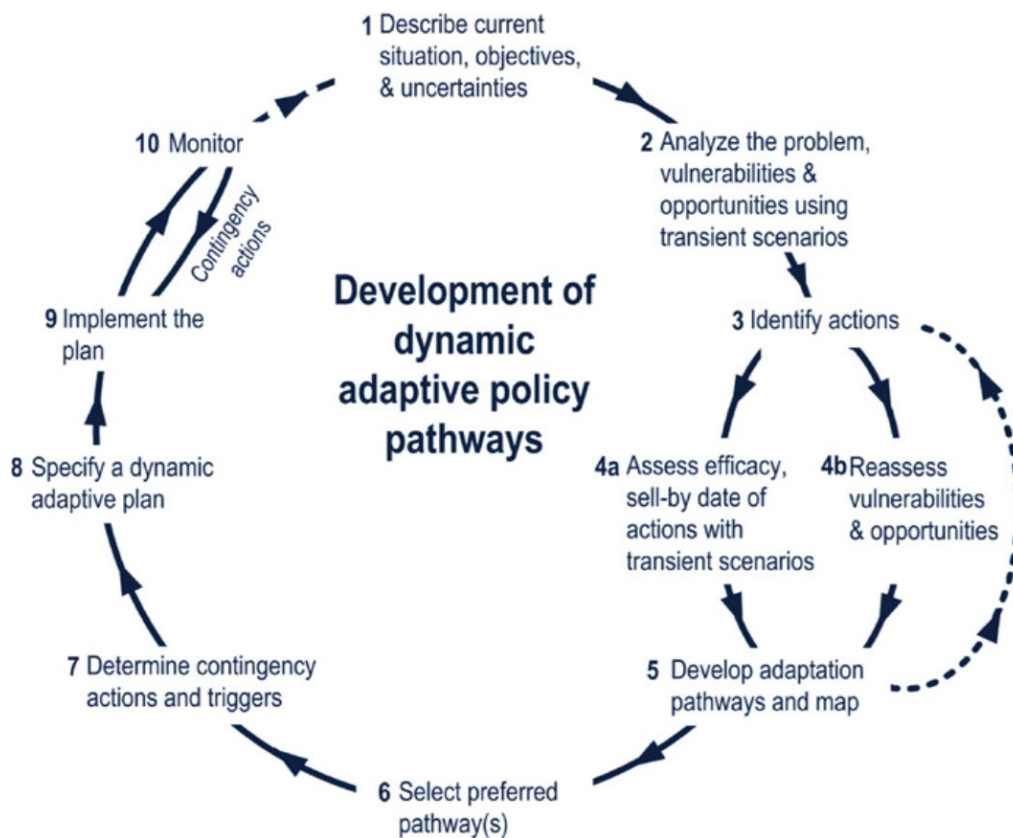 1 Describe current
situation, objectives,
& uncertainties
2 Analyze the problem,
vulnerabilities &
opportunities using
transient scenarios
3 Identify actions
4a Assess efficacy,
sell-by date of
actions with
transient scenarios
4b Reassess
vulnerabilities
& opportunities
5 Develop adaptation
pathways and map
6 Select preferred
pathway(s)
7 Determine contingency
actions and triggers
8 Specify a dynamic
adaptive plan
9 Implement the
plan
10 Monitor
Contingency
actions
Development of
dynamic
adaptive policy
pathways